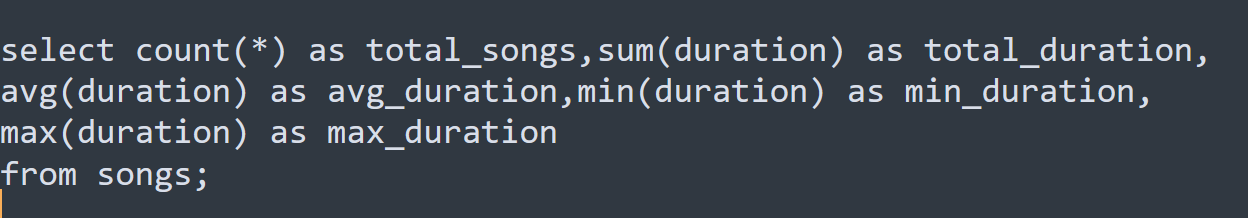 select count(*) as total_songs,sum(duration) as total_duration,
avg(duration) as avg_duration,min(duration) as min_duration,
max(duration) as max_duration
from songs;